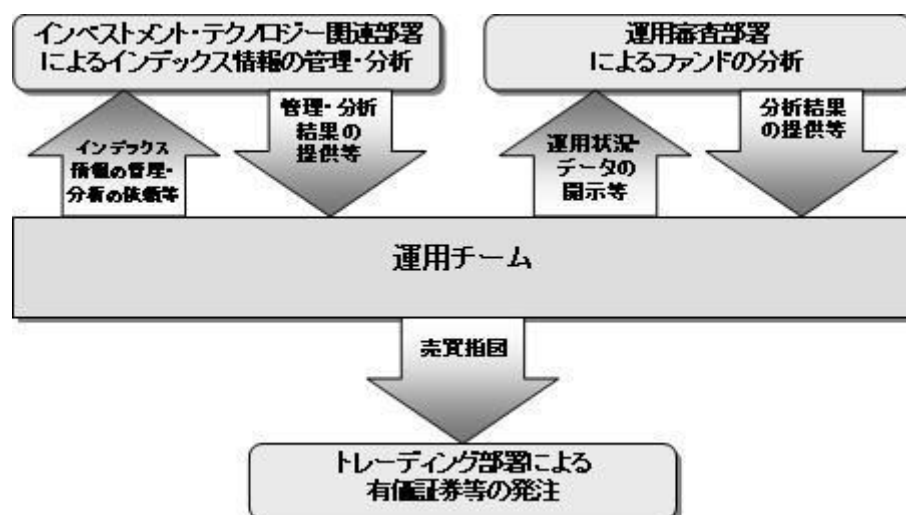 インベストメント・テクノロジー関連部署
によるインデックス情報の管理・分析
運用審査部署
によるファンドの分析
インデックス
情報の管理・
分析の依頼等
管理・分析
結果の
提供等
運用状況・
データの
開示等
分析結果
の提供等
運用チーム
売買指図
トレーディング部署による
有価証券等の発注